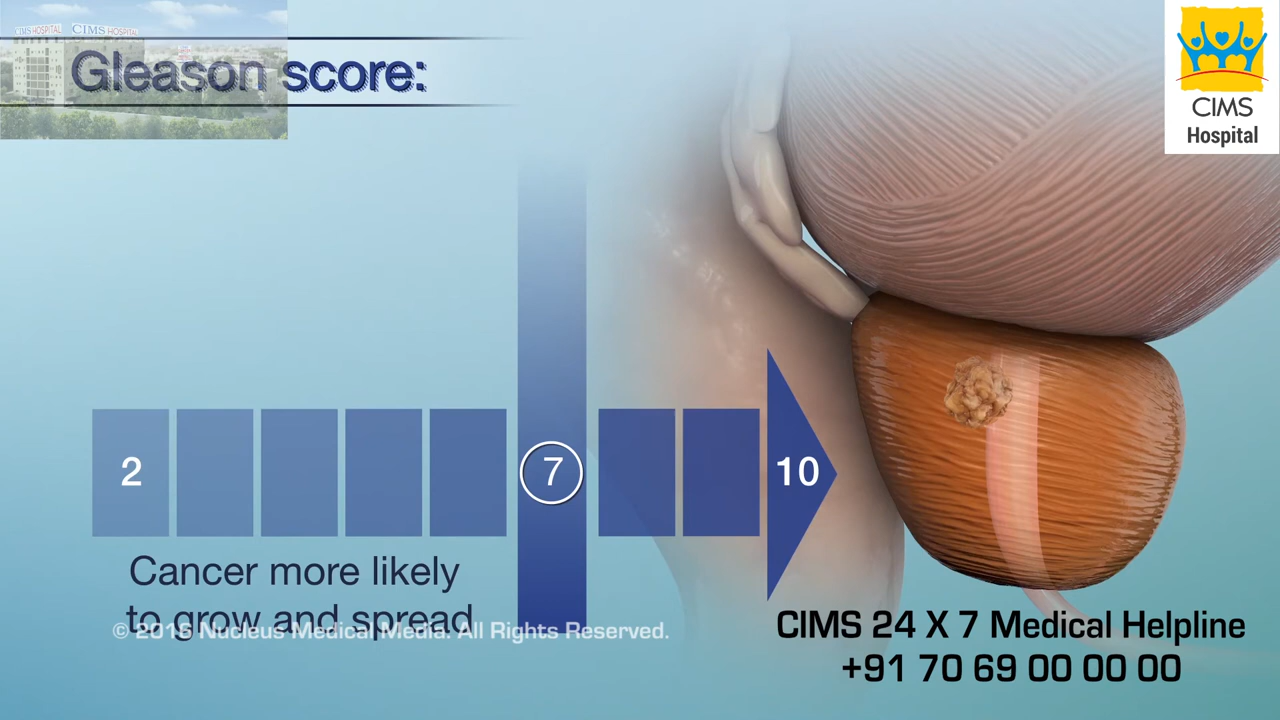 CIMS HOSPITAL CIMS HOSPITAL
Gleason score:
CIMS
Hospital
2
7
10
Cancer more likely
to grow and spread
© 2015 Nucleus Medical Media. All Rights Reserved.
CIMS 24 X 7 Medical Helpline
+91 70 69 00 00 00